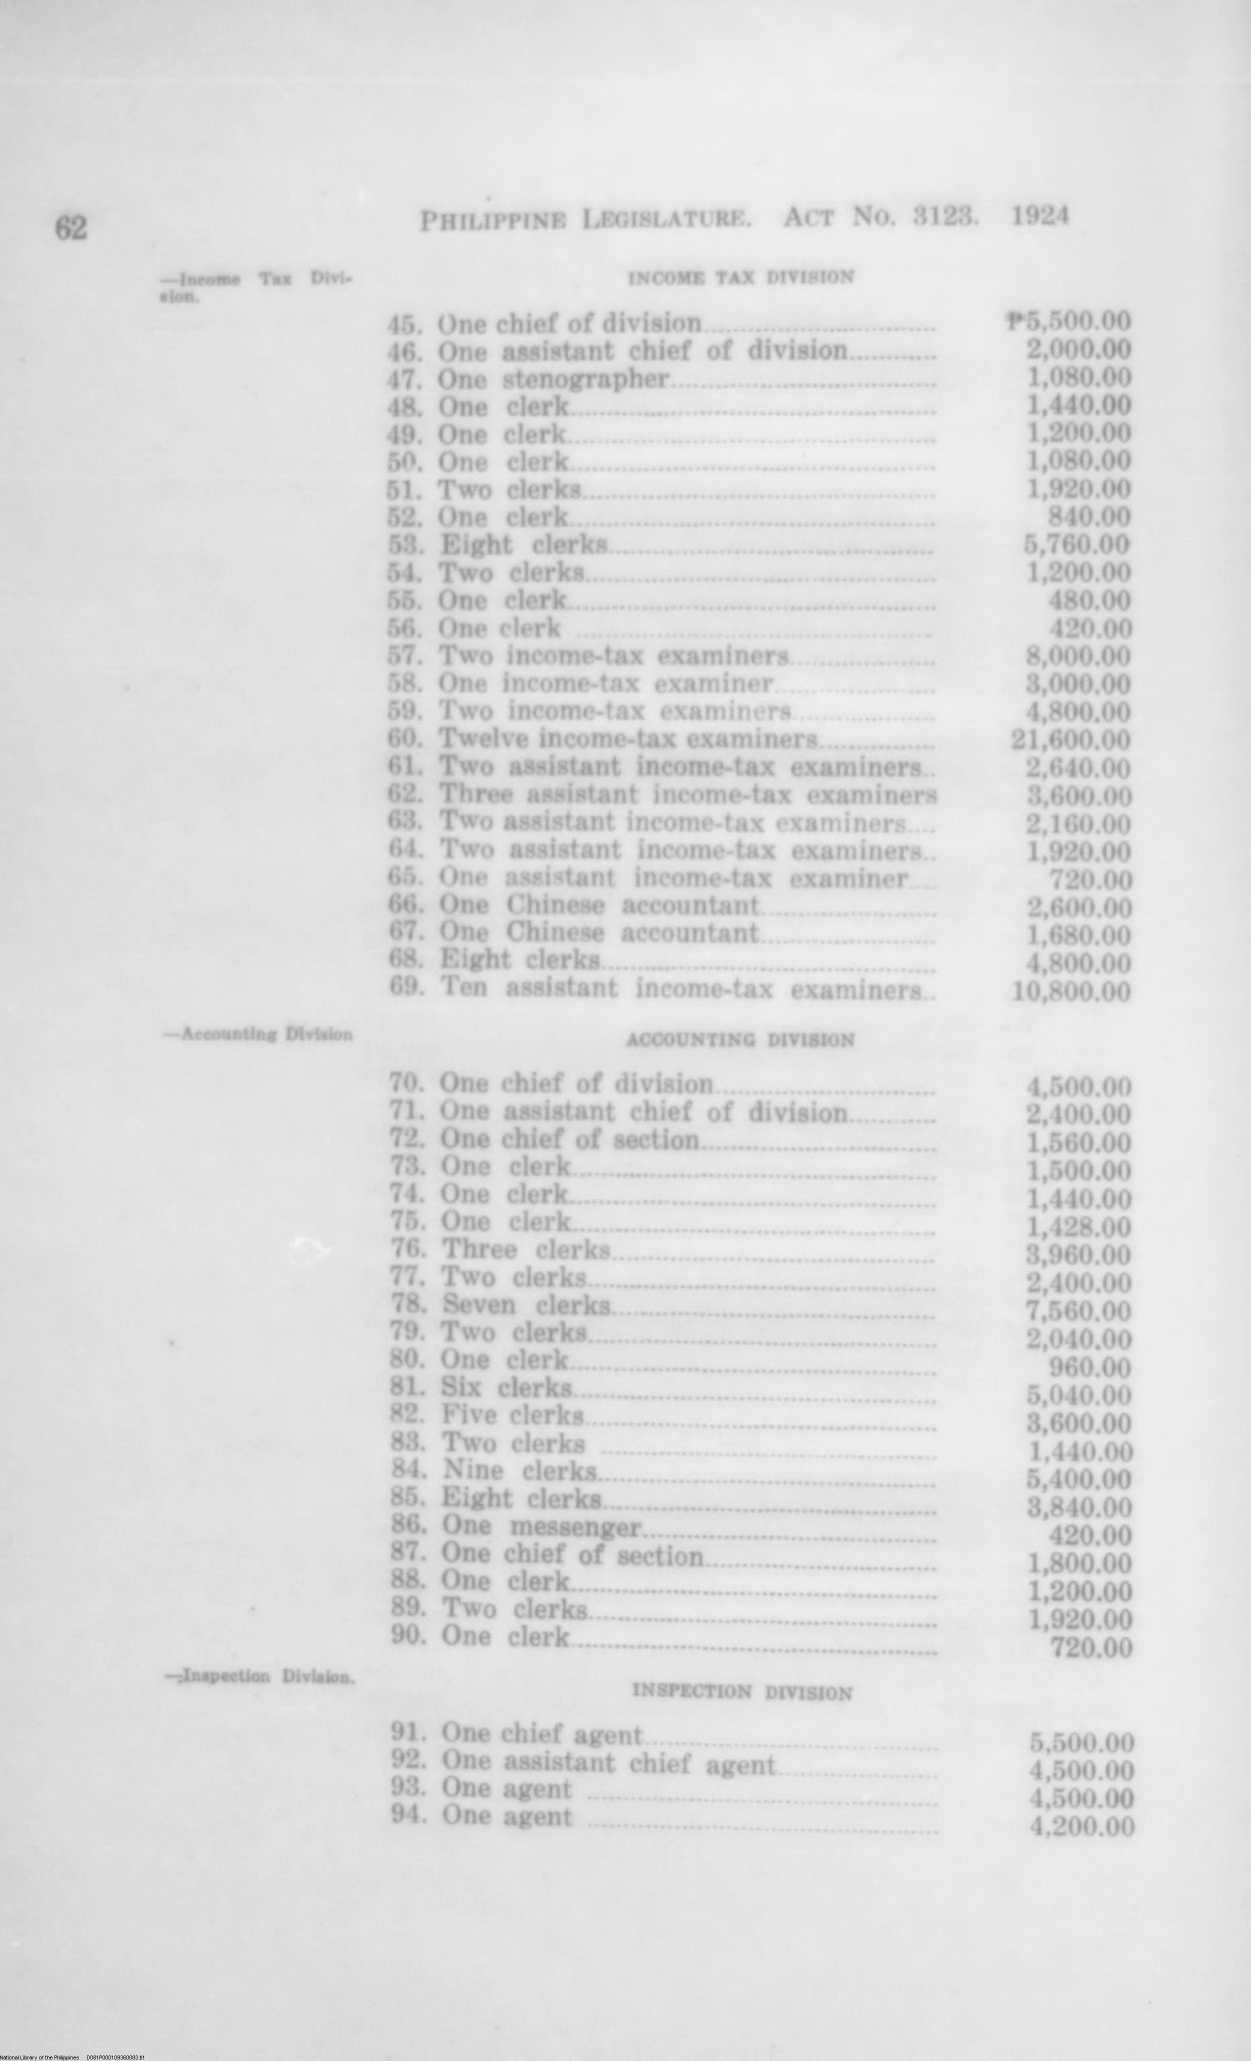 62
PHILIPPINE LEGISLATURE. ACT NO. 3123. 1924
—Income Tax Divi-
sion.
INCOME TAX DIVISION
45. One chief of division ₱5,500.00
46. One assistant chief of division 2,000.00
47. One stenographer 1,080.00
48. One clerk 1,440.00
49. One clerk 1,200.00
50. One clerk 1,080.00
51. Two clerks 1,920.00
52. One clerk 840.00
53. Eight clerks 5,760.00
54. Two clerks 1,200.00
55. One clerk 480.00
56. One clerk 420.00
57. Two income-tax examiners 8,000.00
58. One income-tax examiner 3,000.00
59. Two income-tax examiners 4,800.00
60. Twelve income-tax examiners 21,600.00
61. Two assistant income-tax examiners 2,640.00
62. Three assistant income-tax examiners 3,600.00
63. Two assistant income-tax examiners 2,160.00
64. Two assistant income-tax examiners 1,920.00
65. One assistant income-tax examiner 720.00
66. One Chinese accountant 2,600.00
67. One Chinese accountant 1,680.00
68. Eight clerks 4,800.00
69. Ten assistant income-tax examiners 10,800.00
—Accounting Division
ACCOUNTING DIVISION
70. One chief of division 4,500.00
71. One assistant chief of division 2,400.00
72. One chief of section 1,560.00
73. One clerk 1,500.00
74. One clerk 1,440.00
75. One clerk 1,428.00
76. Three clerks 3,960.00
77. Two clerks 2,400.00
78. Seven clerks 7,560.00
79. Two clerks 2,040.00
80. One clerk 960.00
81. Six clerks 5,040.00
82. Five clerks 3,600.00
83. Two clerks 1,440.00
84. Nine clerks 5,400.00
85. Eight clerks 3,840.00
86. One messenger 420.00
87. One chief of section 1,800.00
88. One clerk 1,200.00
89. Two clerks 1,920.00
90. One clerk 720.00
—Inspection Division.
INSPECTION DIVISION
91. One chief agent 5,500.00
92. One assistant chief agent 4,500.00
93. One agent 4,500.00
94. One agent 4,200.00
National Library of the Philippines